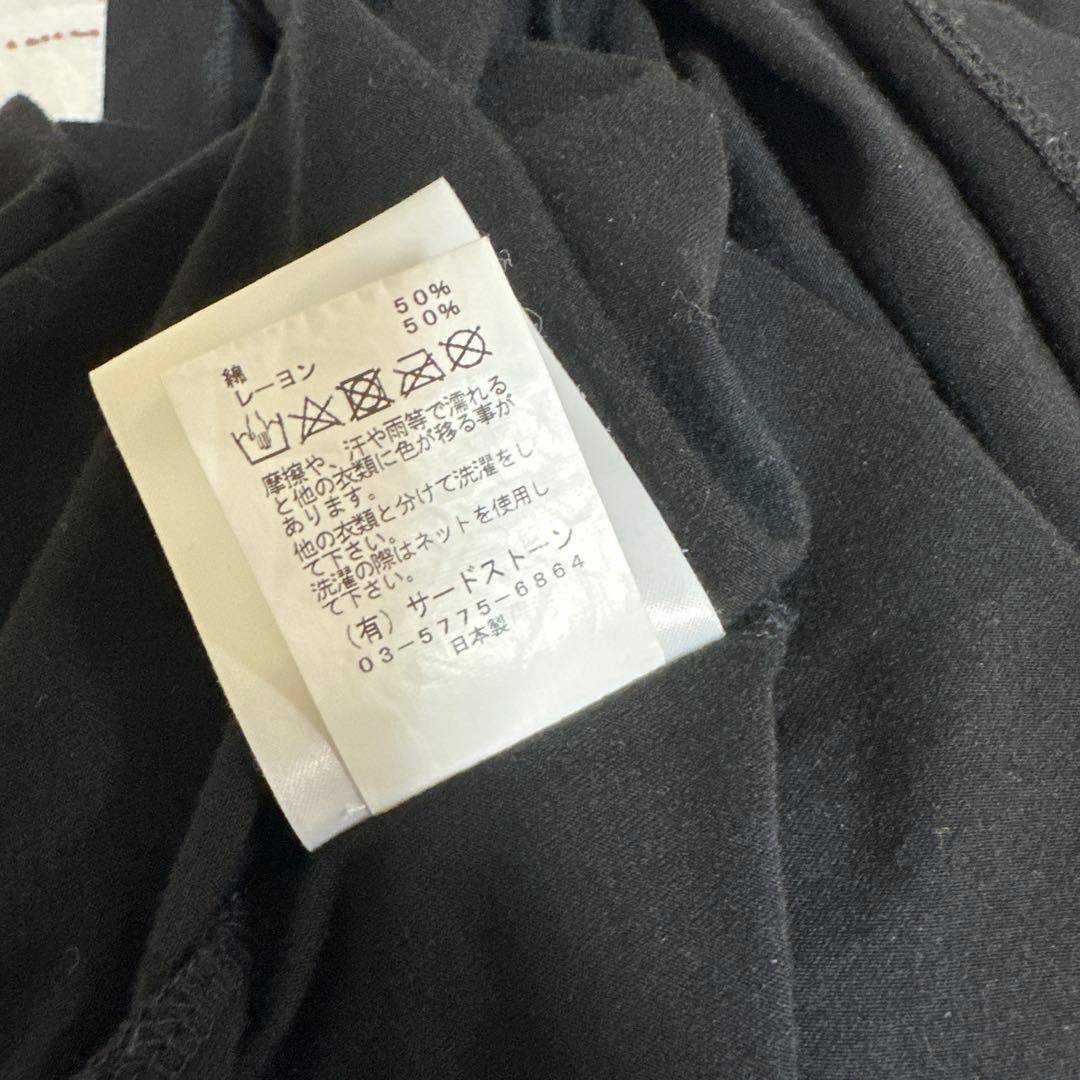 綿 50%
レーヨン 50%
摩擦や、汗や雨等で濡れる
と他の衣類に色が移る事が
あります。
他の衣類と分けて洗濯をし
て下さい。
洗濯の際はネットを使用し
て下さい。
(有)サードストーン
03-5775-6864
日本製